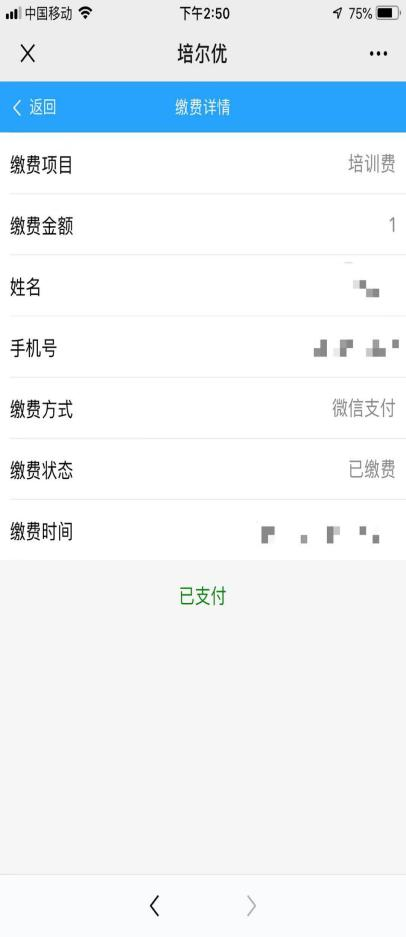 中国移动 下午2:50 75%
培尔优
返回 缴费详情
缴费项目 培训费
缴费金额 1
姓名
手机号
缴费方式 微信支付
缴费状态 已缴费
缴费时间
已支付